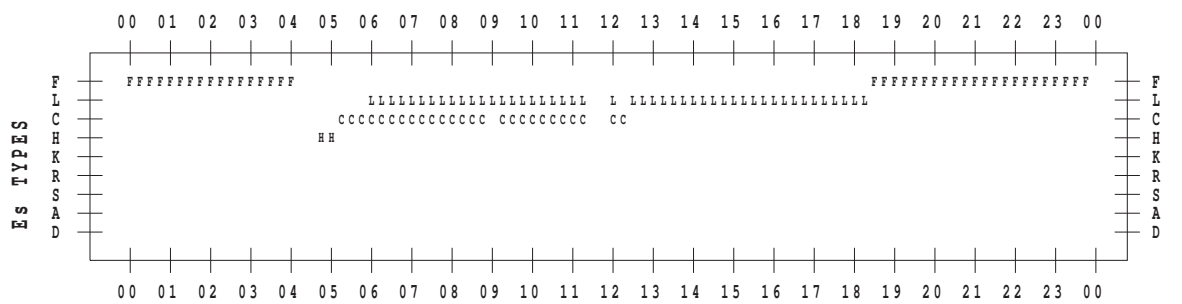 00 01 02 03 04 05 06 07 08 09 10 11 12 13 14 15 16 17 18 19 20 21 22 23 00
Es TYPES
F FFFFFFFFFFFFFFFFF FFFFFFFFFFFFFFFFFFFFFF F
L LLLLLLLLLLLLLLLLLLLLLL L LLLLLLLLLLLLLLLLLLLLLLLL L
C CCCCCCCCCCCCCCC CCCCCCCCC CC C
H HH H
K K
R R
S S
A A
D D
00 01 02 03 04 05 06 07 08 09 10 11 12 13 14 15 16 17 18 19 20 21 22 23 00